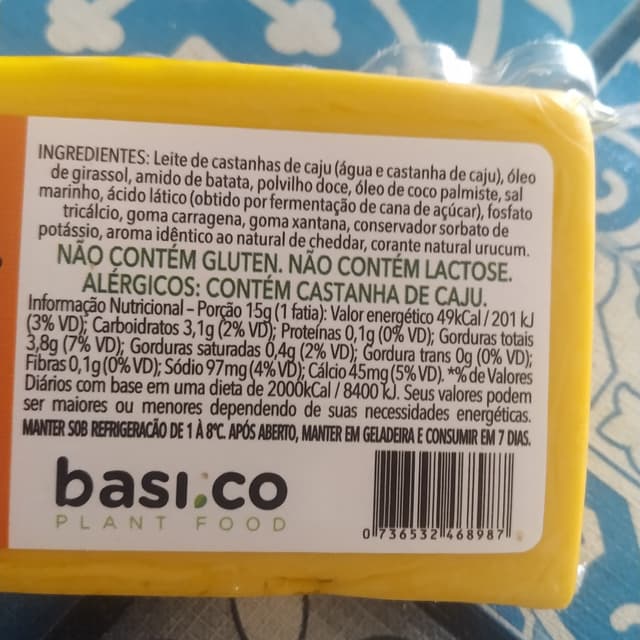 INGREDIENTES: Leite de castanhas de caju (água e castanha de caju), óleo
de girassol, amido de batata, polvilho doce, óleo de coco palmiste, sal
marinho, ácido lático (obtido por fermentação de cana de açúcar), fosfato
tricálcio, goma carragena, goma xantana, conservador sorbato de
potássio, aroma idêntico ao natural de cheddar, corante natural urucum.
NÃO CONTÉM GLUTEN. NÃO CONTÉM LACTOSE.
ALÉRGICOS: CONTÉM CASTANHA DE CAJU.
Informação Nutricional – Porção 15g (1 fatia): Valor energético 49kCal / 201 kJ
(3% VD); Carboidratos 3,1g (2% VD); Proteínas 0,1g (0% VD); Gorduras totais
3,8g (7% VD); Gorduras saturadas 0,4g (2% VD); Gordura trans 0g (0% VD);
Fibras 0,1g (0% VD); Sódio 97mg (4% VD); Cálcio 45mg (5% VD). *% de Valores
Diários com base em uma dieta de 2000kCal / 8400 kJ. Seus valores podem
ser maiores ou menores dependendo de suas necessidades energéticas.
MANTER SOB REFRIGERACÃO DE 1 À 8ºC. APÓS ABERTO, MANTER EM GELADEIRA E CONSUMIR EM 7 DIAS.
basi.co
PLANT FOOD
0 736532 468987